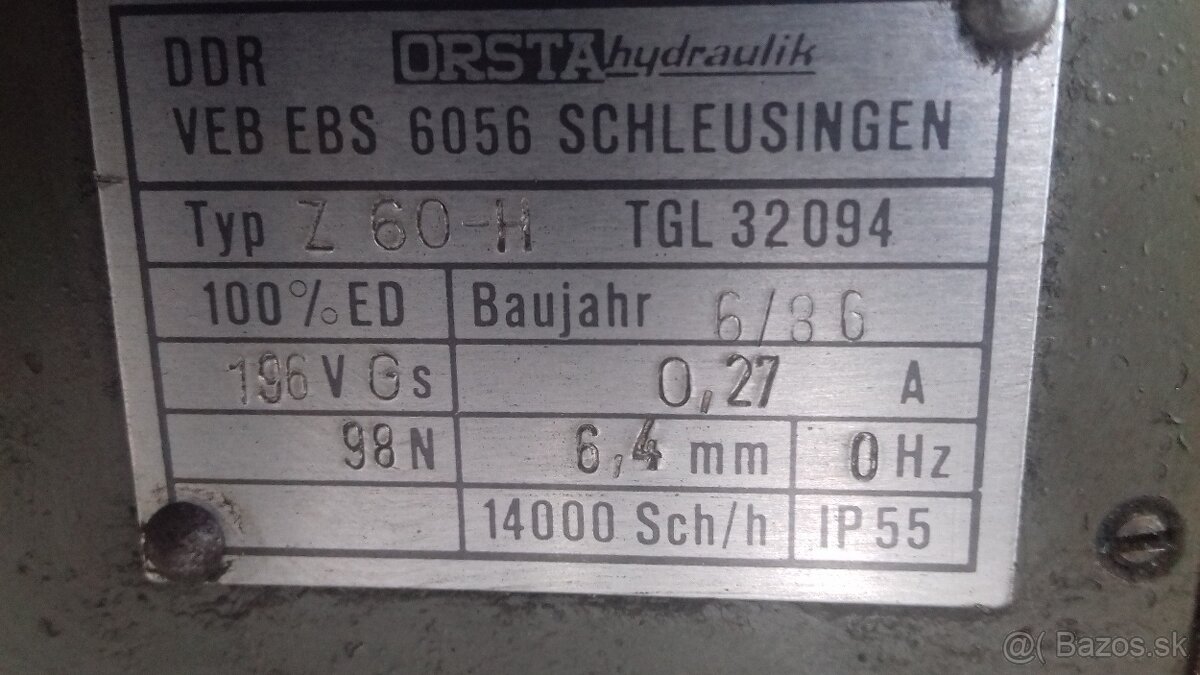 DDR ORSTA hydraulik
VEB EBS 6056 SCHLEUSINGEN
Typ Z 60-H TGL 32094
100% ED Baujahr 6/86
196 V Gs 0,27 A
98 N 6,4 mm 0 Hz
14000 Sch/h IP 55
@( Bazos.sk